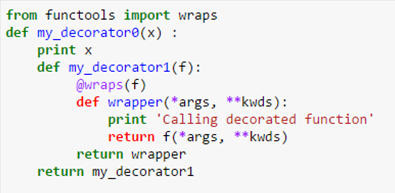 from functools import wraps
def my_decorator0(x) :
    print x
    def my_decorator1(f):
        @wraps(f)
        def wrapper(*args, **kwds):
            print 'Calling decorated function'
            return f(*args, **kwds)
        return wrapper
    return my_decorator1